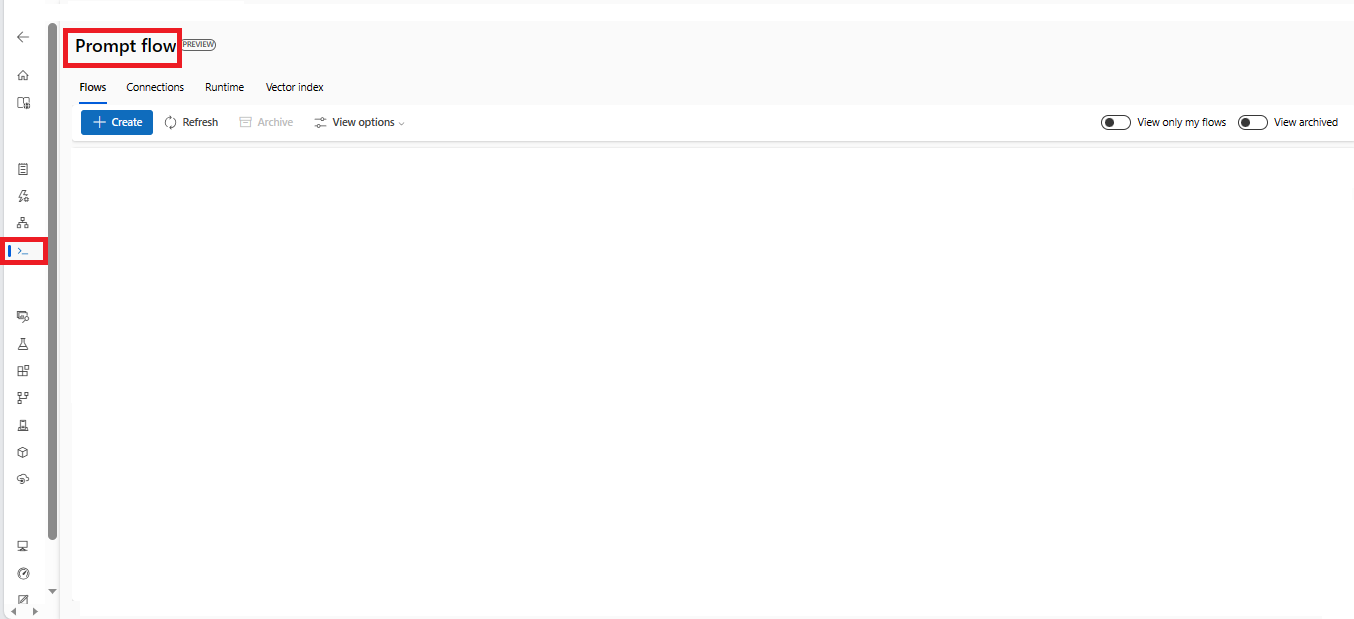 Prompt flow PREVIEW
Flows Connections Runtime Vector index
Create Refresh Archive View options View only my flows View archived